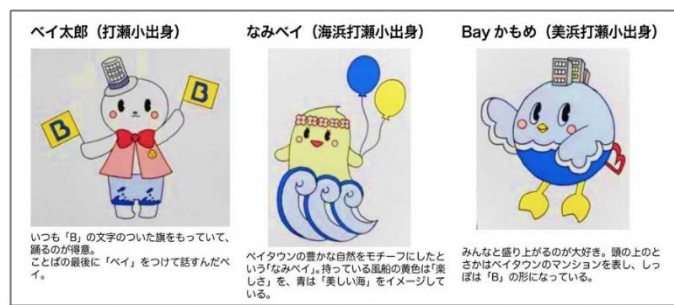 ベイ太郎（打瀬小出身）
B
B
いつも「B」の文字のついた旗をもっていて、
踊るのが得意。
ことばの最後に「ベイ」をつけて話すんだベ
イ。
なみベイ（海浜打瀬小出身）
ベイタウンの豊かな自然をモチーフにしたと
いう「なみベイ」。持っている風船の黄色は「楽
しさ」を、青は「美しい海」をイメージして
いる。
Bayかもめ（美浜打瀬小出身）
B
みんなと盛り上がるのが大好き。頭の上のと
さかはベイタウンのマンションを表し、しっ
ぽは「B」の形になっている。